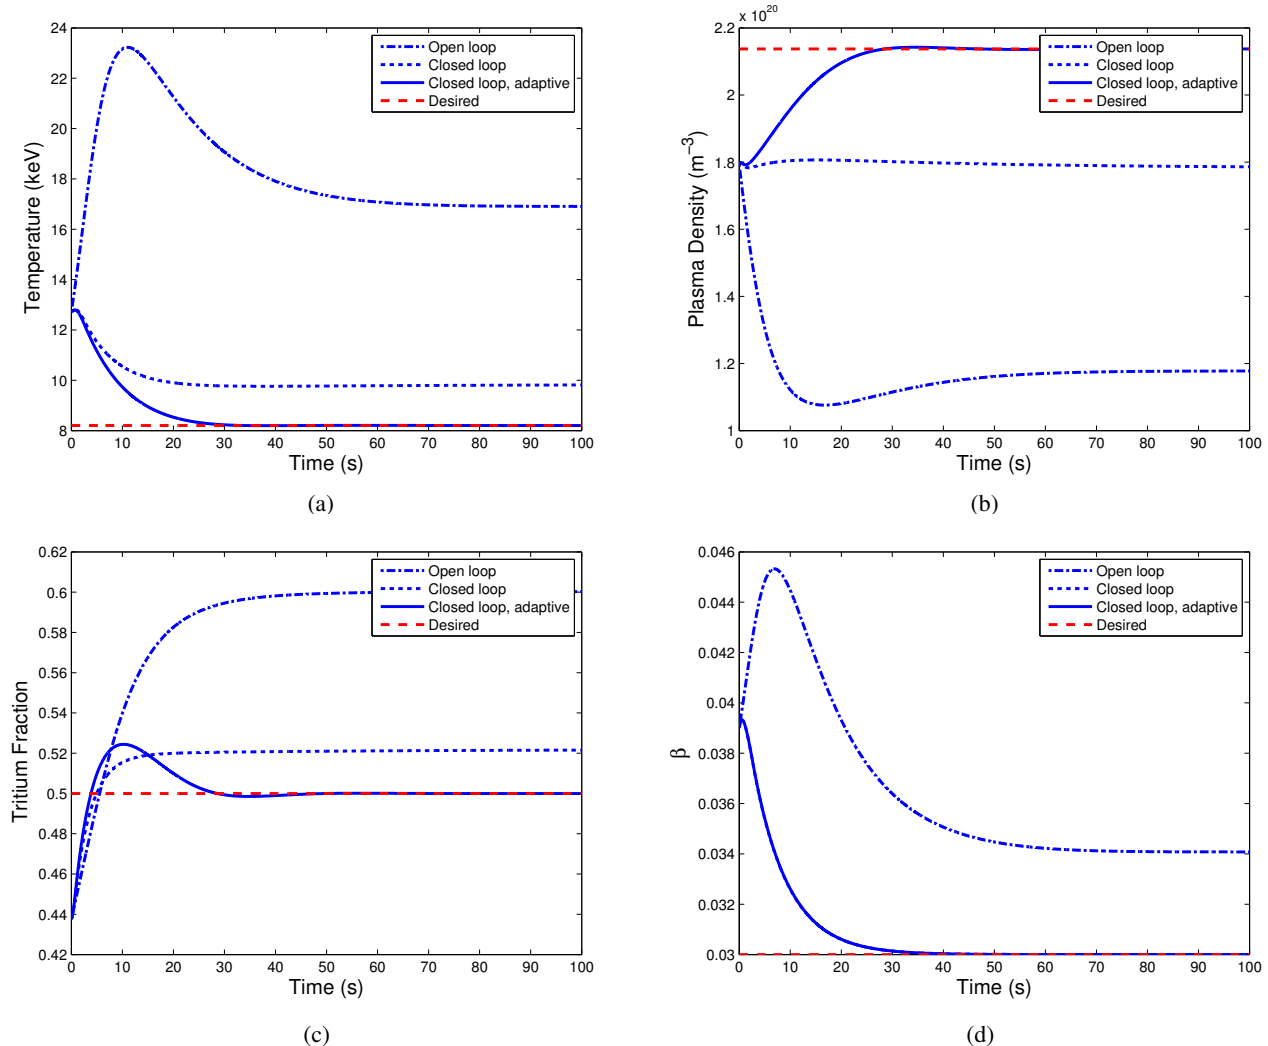 24
22
20
18
16
14
12
10
8
0 10 20 30 40 50 60 70 80 90 100
Temperature (keV)
Time (s)
Open loop
Closed loop
Closed loop, adaptive
Desired
(a)
x 10^20
2.2
2
1.8
1.6
1.4
1.2
1
0 10 20 30 40 50 60 70 80 90 100
Plasma Density (m^−3)
Time (s)
Open loop
Closed loop
Closed loop, adaptive
Desired
(b)
0.62
0.6
0.58
0.56
0.54
0.52
0.5
0.48
0.46
0.44
0.42
0 10 20 30 40 50 60 70 80 90 100
Tritium Fraction
Time (s)
Open loop
Closed loop
Closed loop, adaptive
Desired
(c)
0.046
0.044
0.042
0.04
0.038
0.036
0.034
0.032
0.03
0 10 20 30 40 50 60 70 80 90 100
β
Time (s)
Open loop
Closed loop
Closed loop, adaptive
Desired
(d)